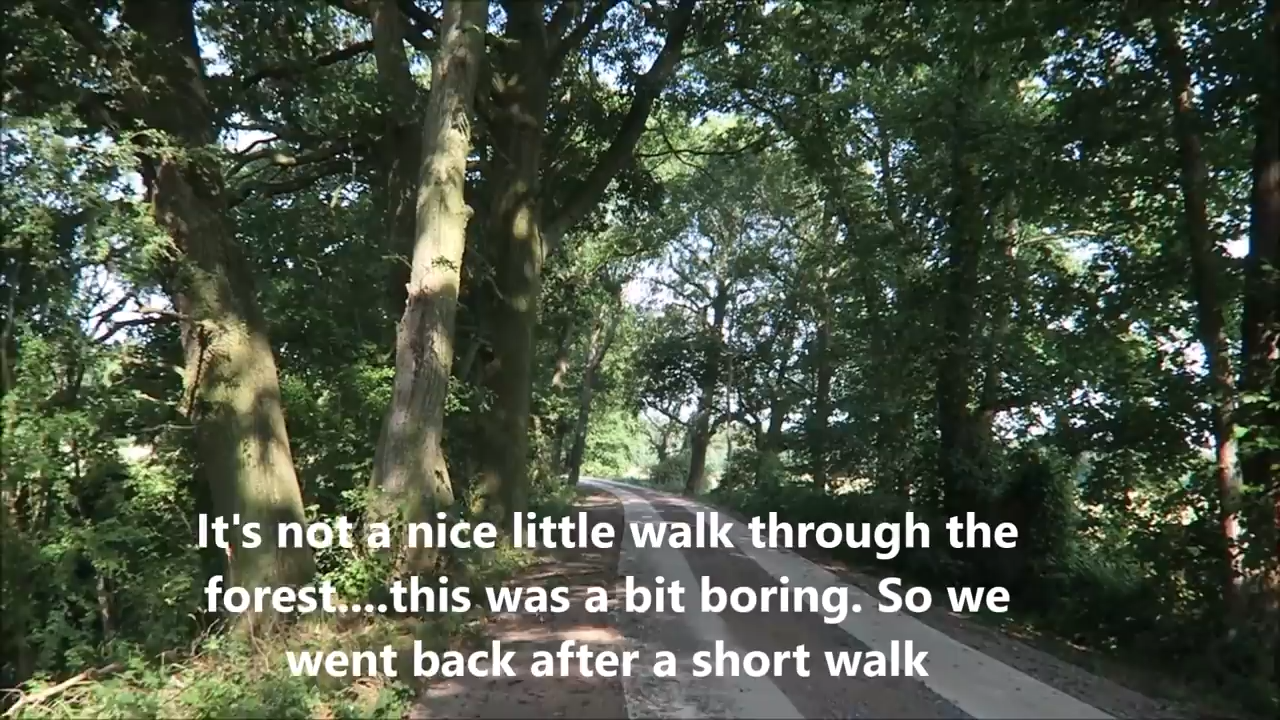 It's not a nice little walk through the
forest....this was a bit boring. So we
went back after a short walk